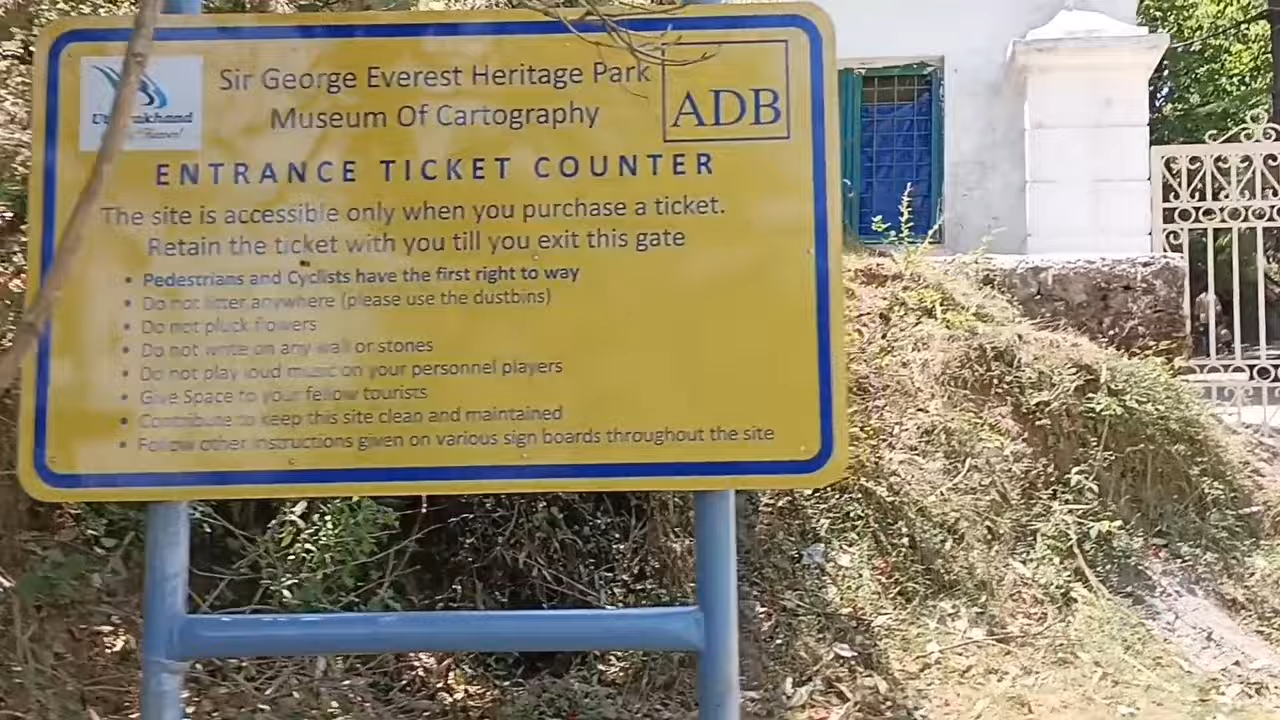 Sir George Everest Heritage Park
Museum Of Cartography
ADB
ENTRANCE TICKET COUNTER
The site is accessible only when you purchase a ticket.
Retain the ticket with you till you exit this gate
• Pedestrians and Cyclists have the first right to way
• Do not litter anywhere (please use the dustbins)
• Do not pluck flowers
• Do not write on any wall or stones
• Do not play loud music on your personnel players
• Give Space to your fellow tourists
• Contribute to keep this site clean and maintained
• Follow other instructions given on various sign boards throughout the site